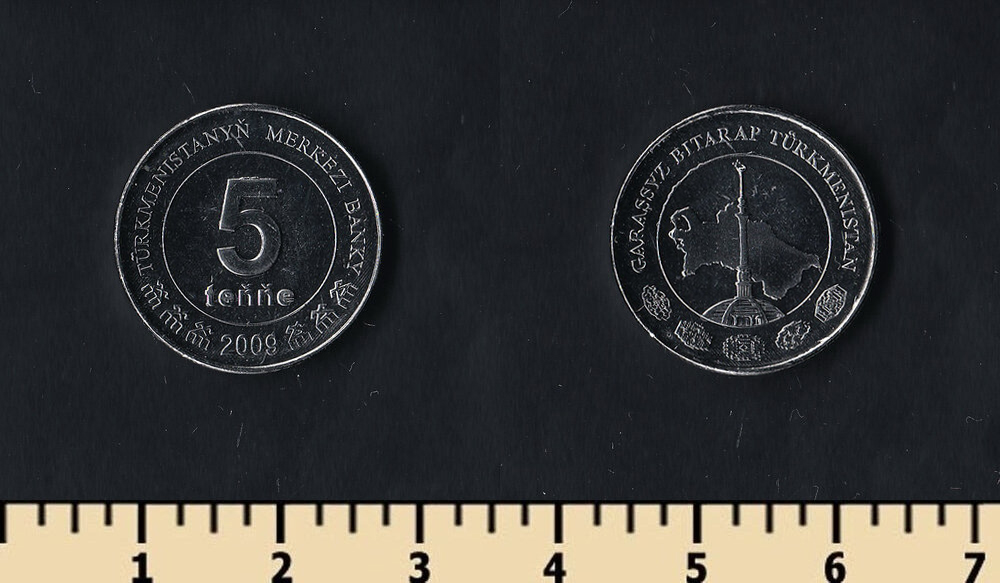 TÜRKMENISTANYŇ MERKEZI BANKY
5
teňňe
2009
GARAŞSYZ BITARAP TÜRKMENISTAN
1 2 3 4 5 6 7